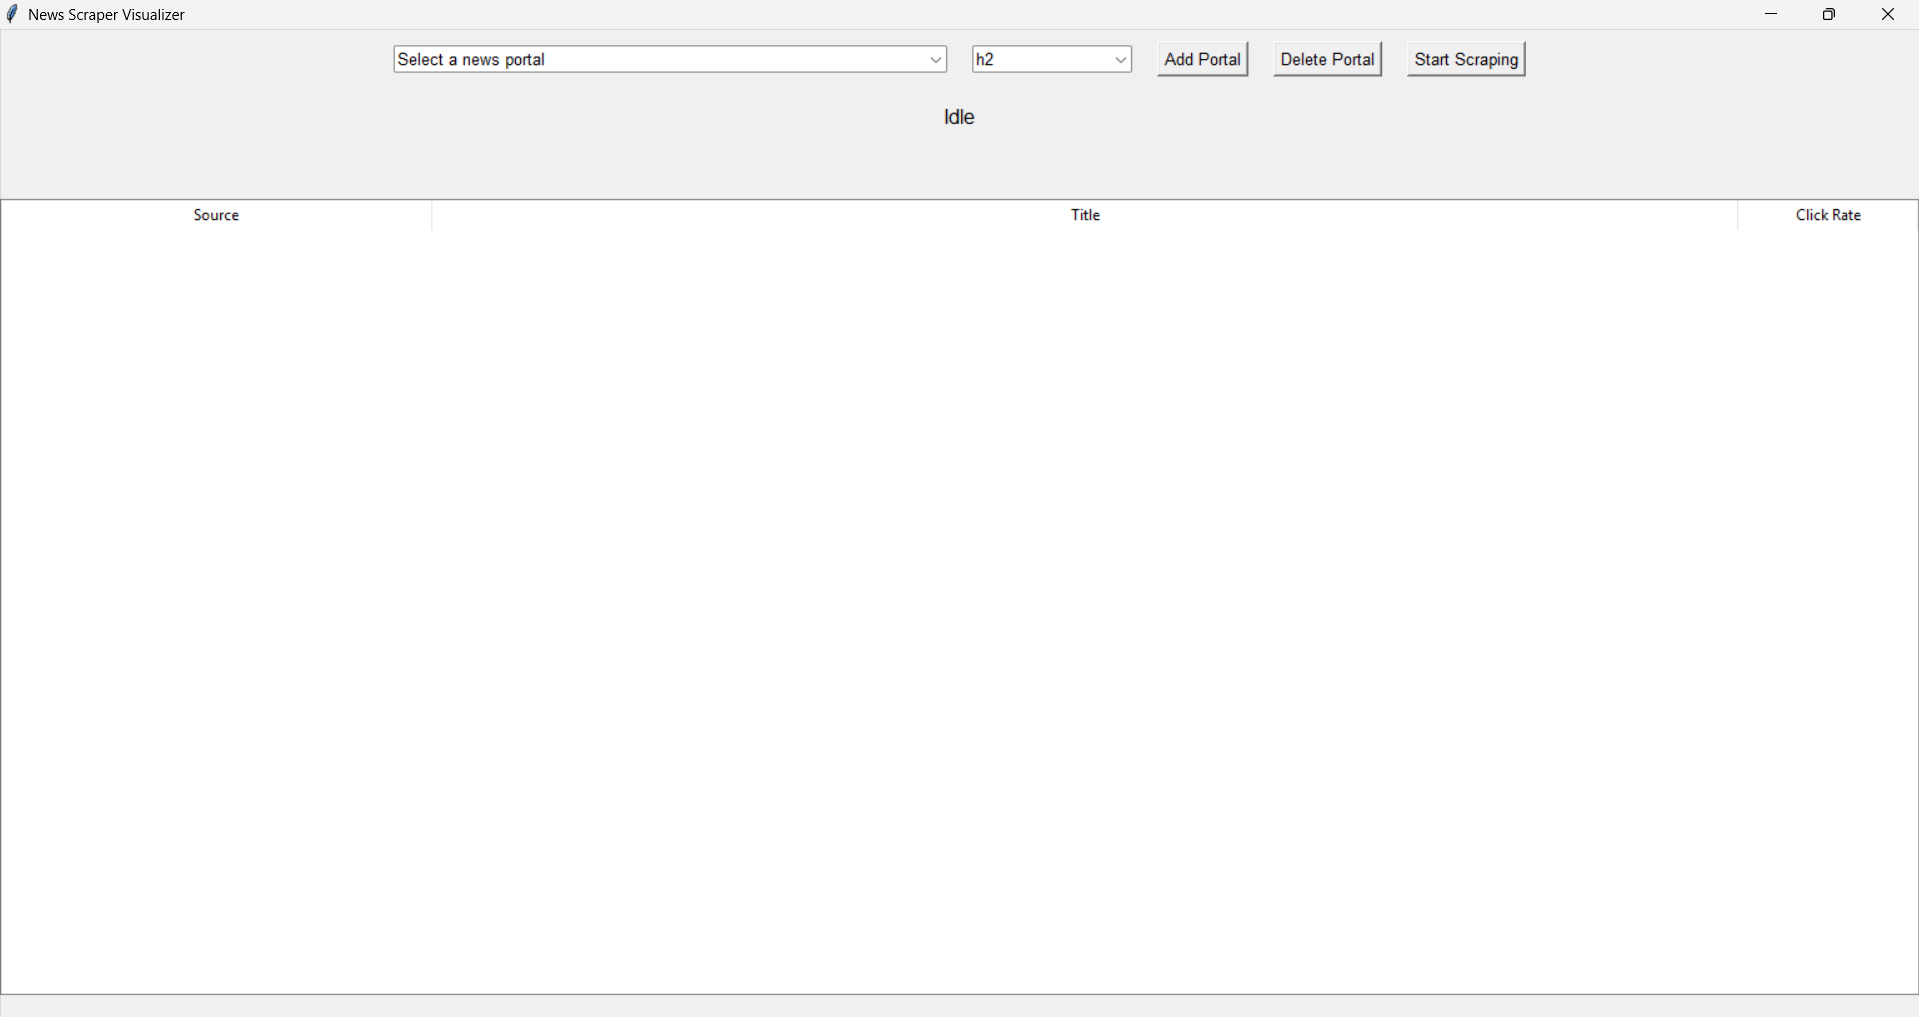 News Scraper Visualizer
Select a news portal h2 Add Portal Delete Portal Start Scraping
Idle
Source Title Click Rate